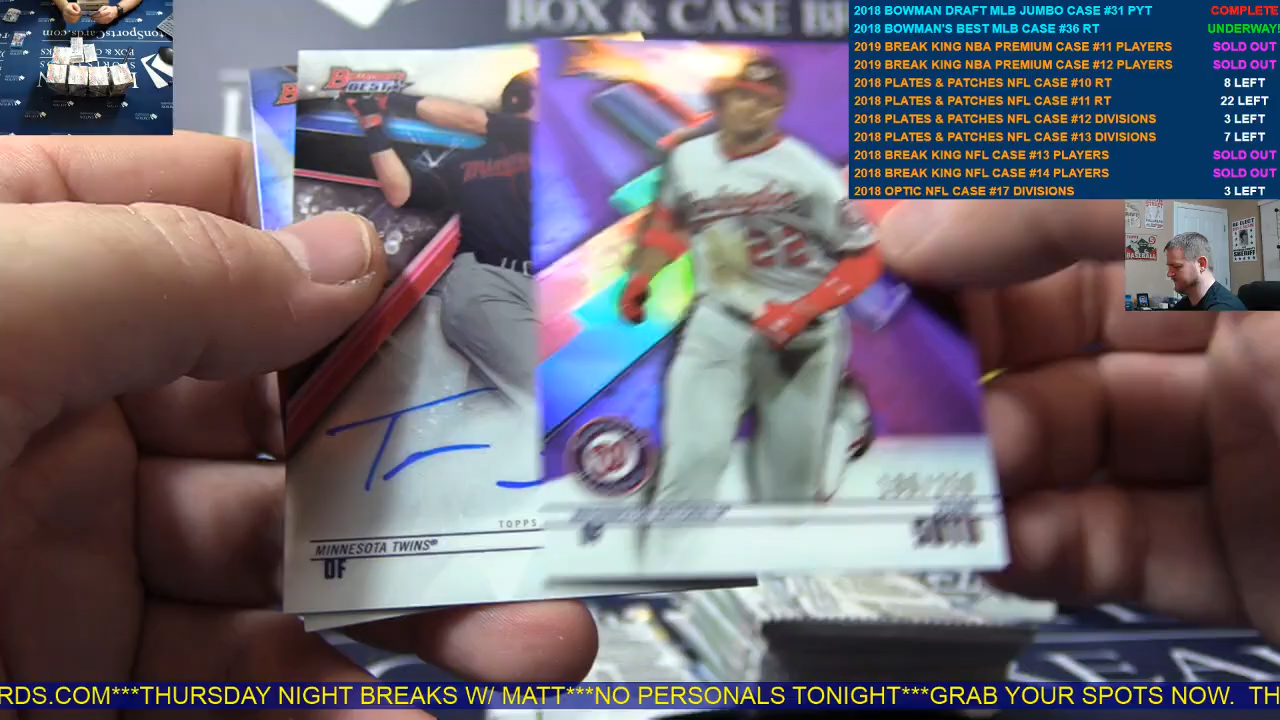 BOX & CASE
2018 BOWMAN DRAFT MLB JUMBO CASE #31 PYT COMPLETE
2018 BOWMAN'S BEST MLB CASE #36 RT UNDERWAY!
2019 BREAK KING NBA PREMIUM CASE #11 PLAYERS SOLD OUT
2019 BREAK KING NBA PREMIUM CASE #12 PLAYERS SOLD OUT
2018 PLATES & PATCHES NFL CASE #10 RT 8 LEFT
2018 PLATES & PATCHES NFL CASE #11 RT 22 LEFT
2018 PLATES & PATCHES NFL CASE #12 DIVISIONS 3 LEFT
2018 PLATES & PATCHES NFL CASE #13 DIVISIONS 7 LEFT
2018 BREAK KING NFL CASE #13 PLAYERS SOLD OUT
2018 BREAK KING NFL CASE #14 PLAYERS SOLD OUT
2018 OPTIC NFL CASE #17 DIVISIONS 3 LEFT
BEST
22
TOPPS
MINNESOTA TWINS®
OF
SOTO
BASEBALL
RDS.COM***THURSDAY NIGHT BREAKS W/ MATT***NO PERSONALS TONIGHT***GRAB YOUR SPOTS NOW. TH